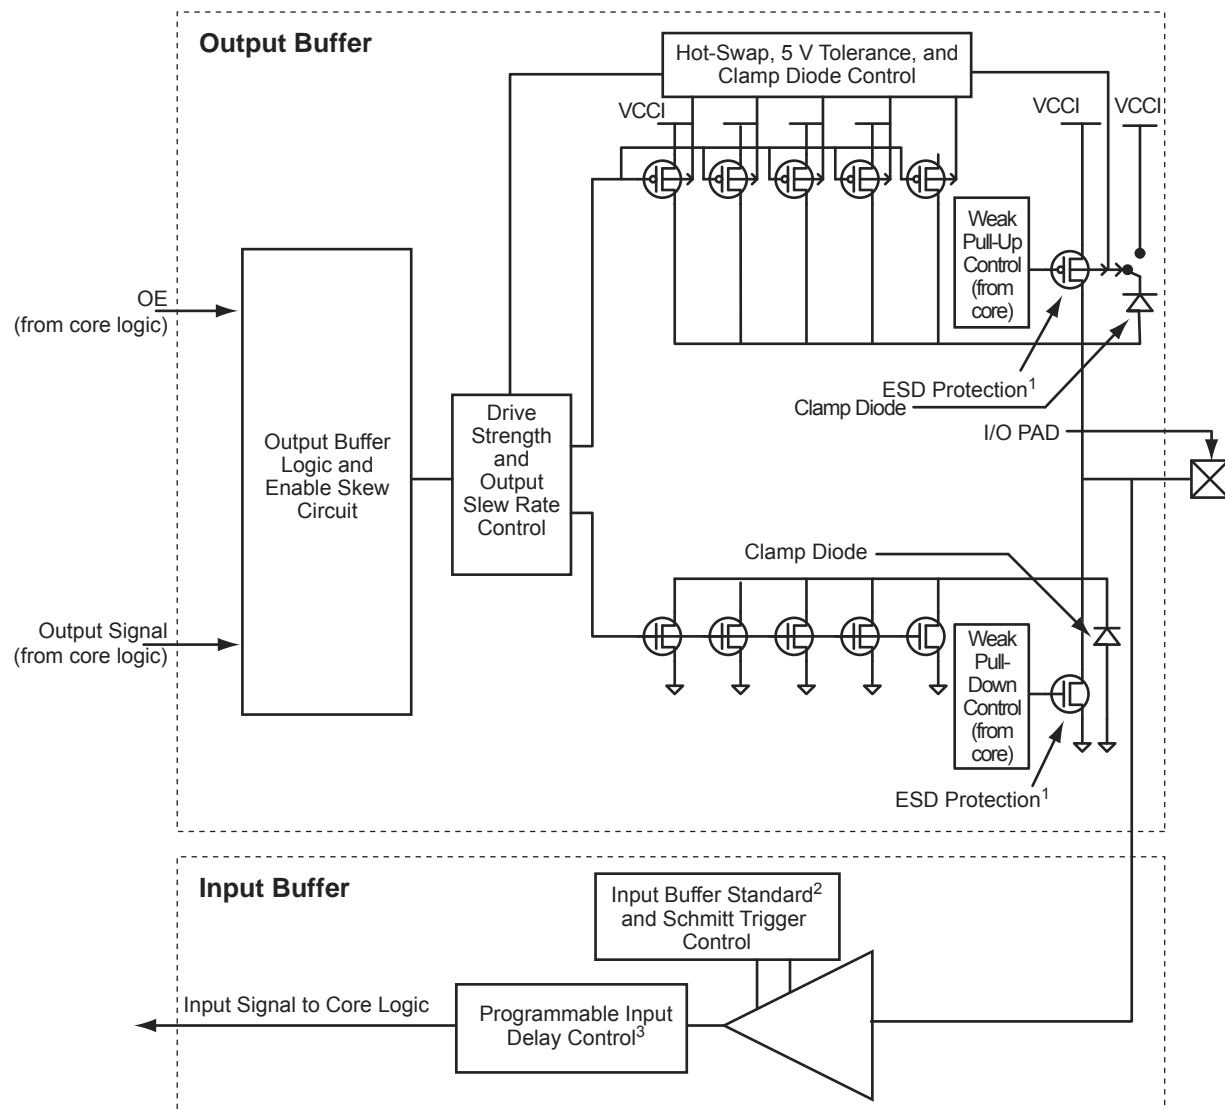 Output Buffer
Hot-Swap, 5 V Tolerance, and
Clamp Diode Control
VCCI
VCCI
VCCI
Weak
Pull-Up
Control
(from
core)
OE
(from core logic)
ESD Protection1
Clamp Diode
I/O PAD
Drive
Strength
and
Output
Slew Rate
Control
Output Buffer
Logic and
Enable Skew
Circuit
Clamp Diode
Output Signal
(from core logic)
Weak
Pull-
Down
Control
(from
core)
ESD Protection1
Input Buffer
Input Buffer Standard2
and Schmitt Trigger
Control
Input Signal to Core Logic
Programmable Input
Delay Control3